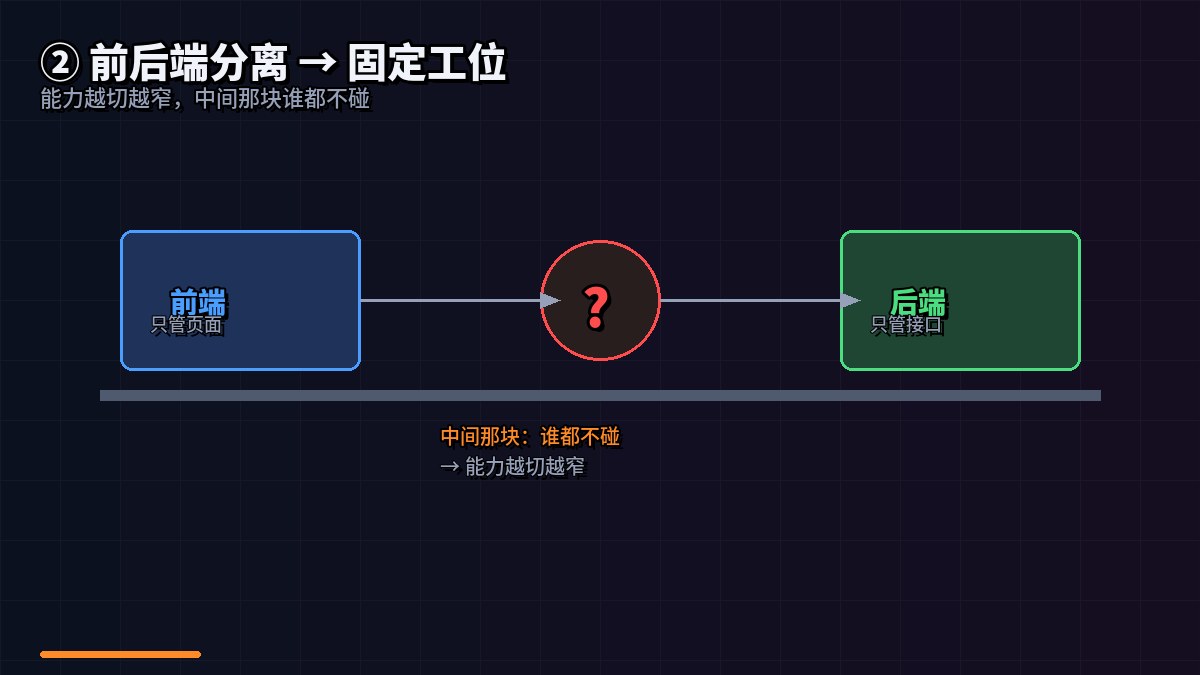 ② 前后端分离 → 固定工位
能力越切越窄，中间那块谁都不碰
前端
只管页面
?
后端
只管接口
中间那块：谁都不碰
→ 能力越切越窄